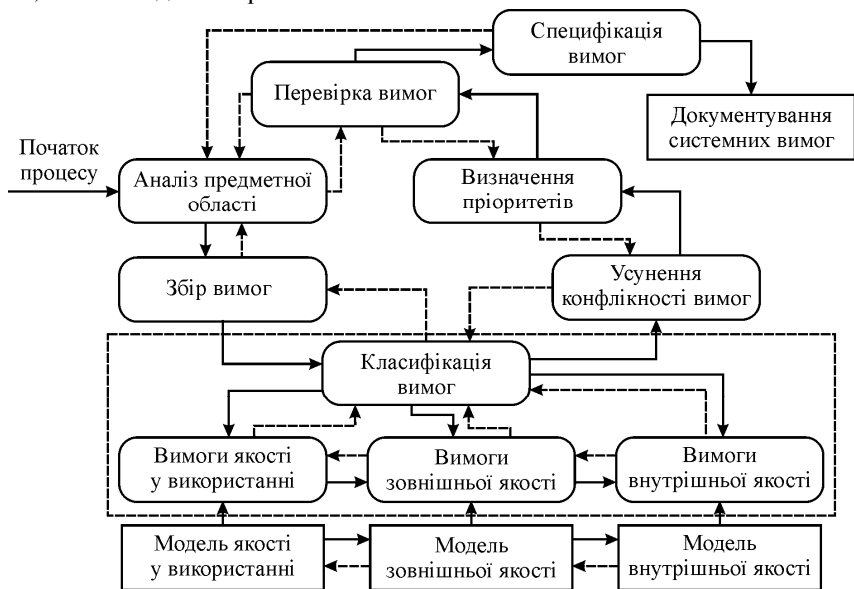 Специфікація
вимог
Перевірка вимог
Документування
системних вимог
Початок
процесу
Аналіз предметної
області
Визначення
пріоритетів
Збір вимог
Усунення
конфлікності вимог
Класифікація
вимог
Вимоги якості
у використанні
Вимоги
зовнішньої якості
Вимоги
внутрішньої якості
Модель якості
у використанні
Модель
зовнішньої якості
Модель
внутрішньої якості